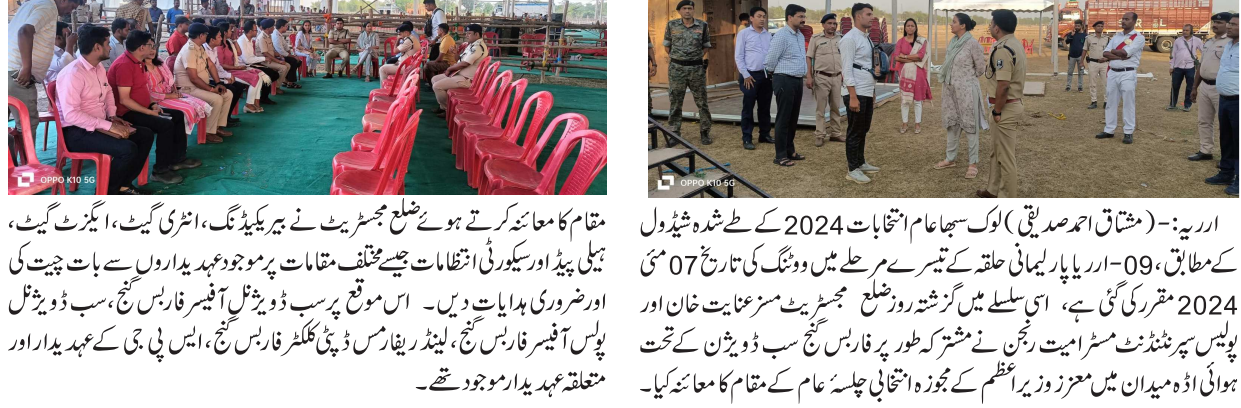 OPPO K10 5G
OPPO K10 5G
ارریہ:-(مشتاق احمد صدیقی)لوک سبھا عام انتخابات 2024 کے طے شدہ شیڈول
کے مطابق،09-ارریا پارلیمانی حلقہ کے تیسرے مرحلے میں ووٹنگ کی تاریخ 07 مئی
2024 مقرر کی گئی ہے، اسی سلسلے میں گزشتہ روز ضلع مجسٹریٹ مسز عنایت خان اور
پولیس سپرنٹنڈنٹ مسٹر امیت رنجن نے مشترکہ طور پر فاربس گنج سب ڈویژن کے تحت
ہوائی اڈہ میدان میں معزز وزیر اعظم کے مجوزہ انتخابی جلسۂ عام کے مقام کا معائنہ کیا۔
مقام کا معائنہ کرتے ہوئے ضلع مجسٹریٹ نے بیریکیڈنگ،انٹری گیٹ،ایگزٹ گیٹ،
ہیلی پیڈ اور سیکورٹی انتظامات جیسے مختلف مقامات پر موجود عہدیداروں سے بات چیت کی
اور ضروری ہدایات دیں۔ اس موقع پر سب ڈویژنل آفیسر فاربس گنج،سب ڈویژنل
پولس آفیسر فاربس گنج،لینڈ ریفارمس ڈپٹی کلکٹر فاربس گنج،ایس پی جی کے عہدیدار اور
متعلقہ عہدیدار موجود تھے۔